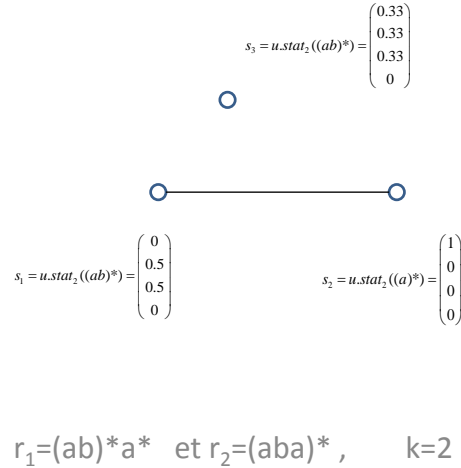 s₃ = u.stat₂((ab)*) = (0.33 0.33 0.33 0)
s₁ = u.stat₂((ab)*) = (0 0.5 0.5 0)
s₂ = u.stat₂((a)*) = (1 0 0 0)
r₁=(ab)*a* et r₂=(aba)* , k=2